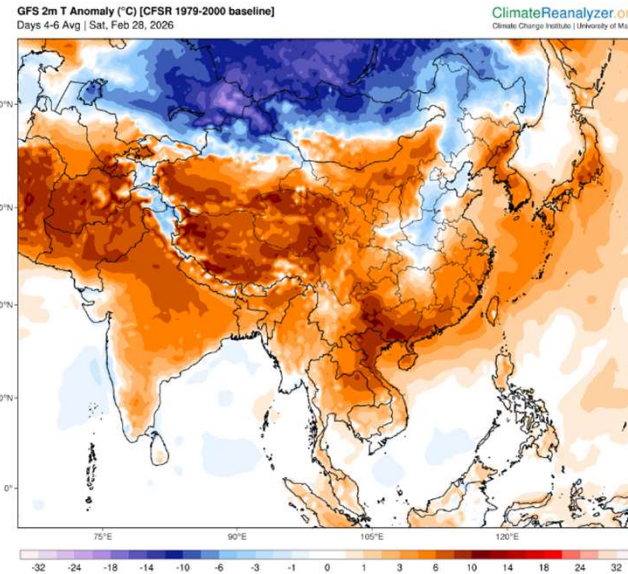 GFS 2m T Anomaly (°C) [CFSR 1979-2000 baseline]
Days 4-6 Avg | Sat, Feb 28, 2026
ClimateReanalyzer.or
Climate Change Institute | University of Ma
0°
75°E 90°E 105°E 120°E
-32 -24 -18 -14 -10 -6 -3 -1 0 1 3 6 10 14 18 24 32